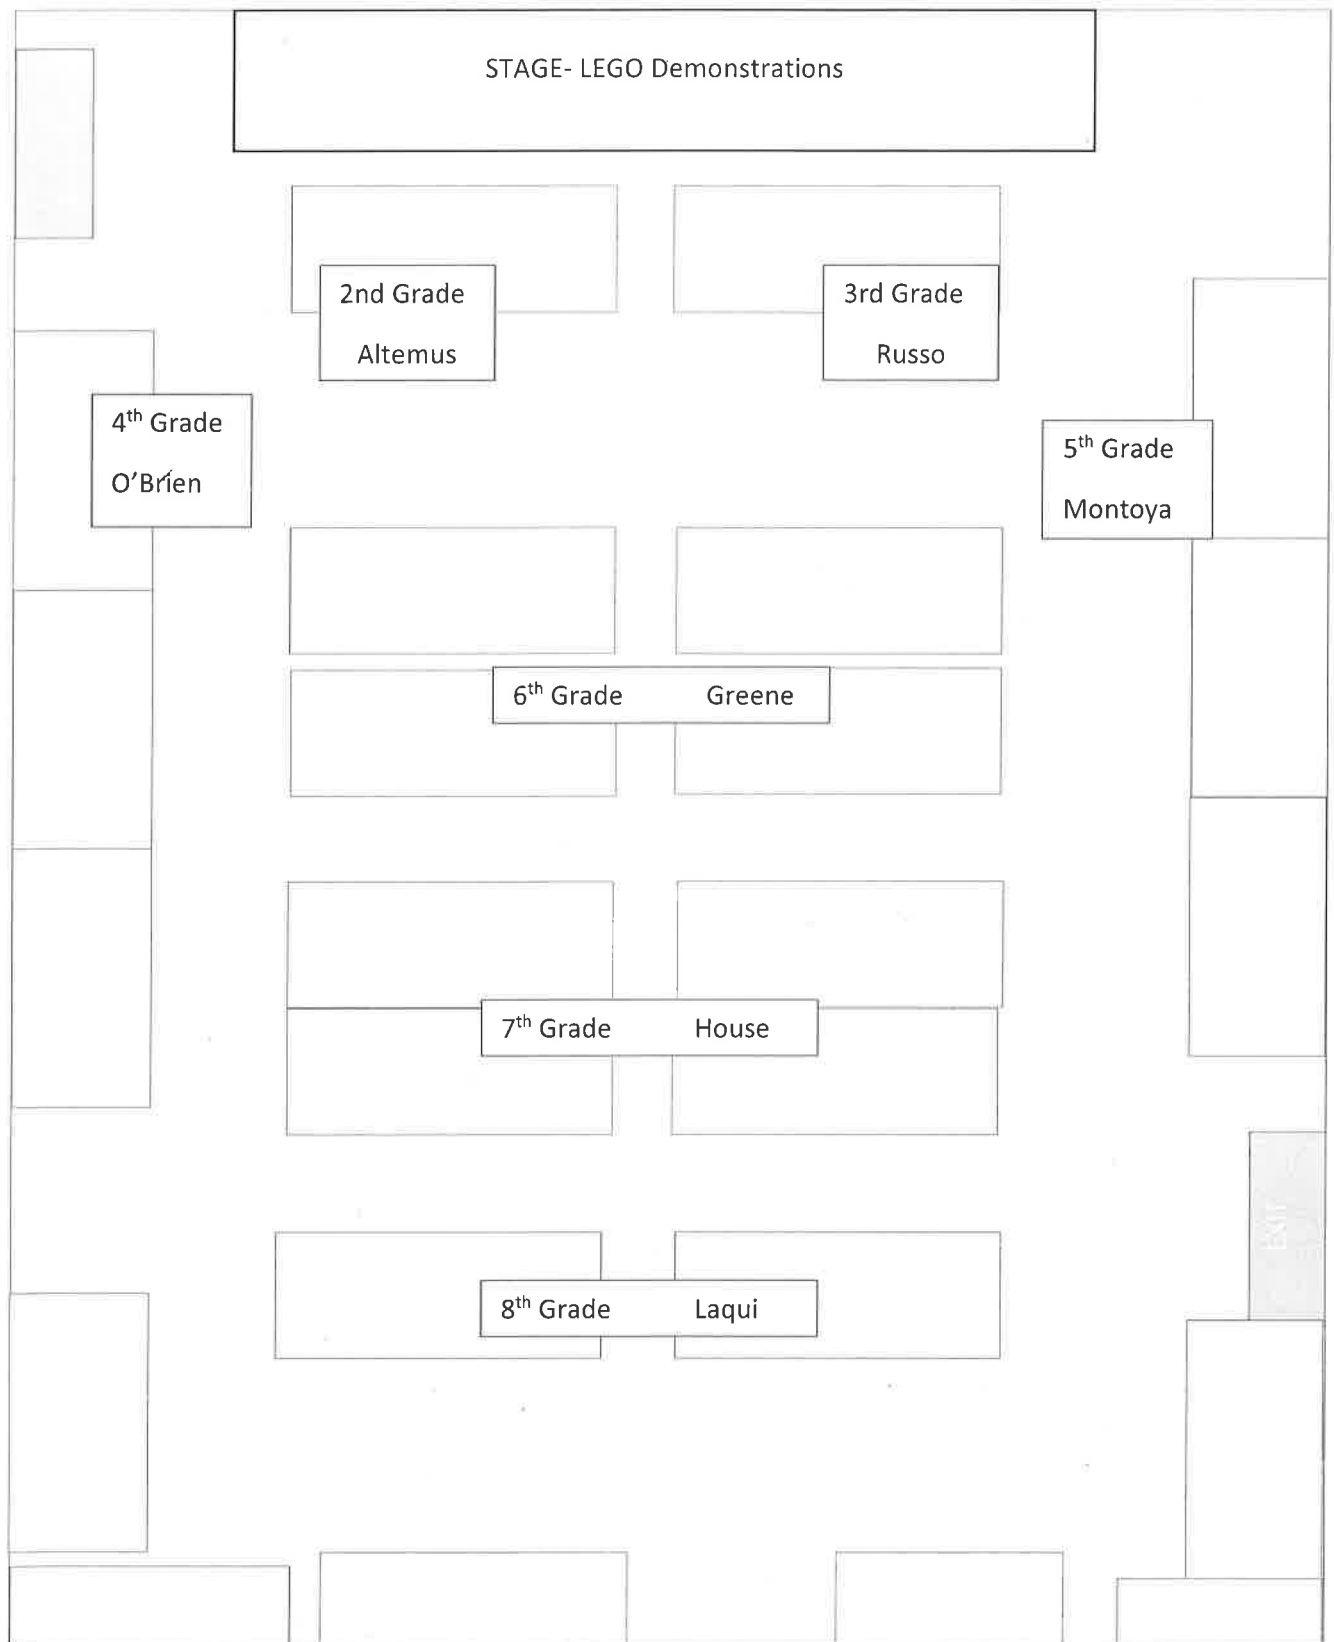 STAGE- LEGO Demonstrations
2nd Grade
Altemus
3rd Grade
Russo
4th Grade
O'Brien
5th Grade
Montoya
6th Grade Greene
7th Grade House
8th Grade Laqui
EXIT